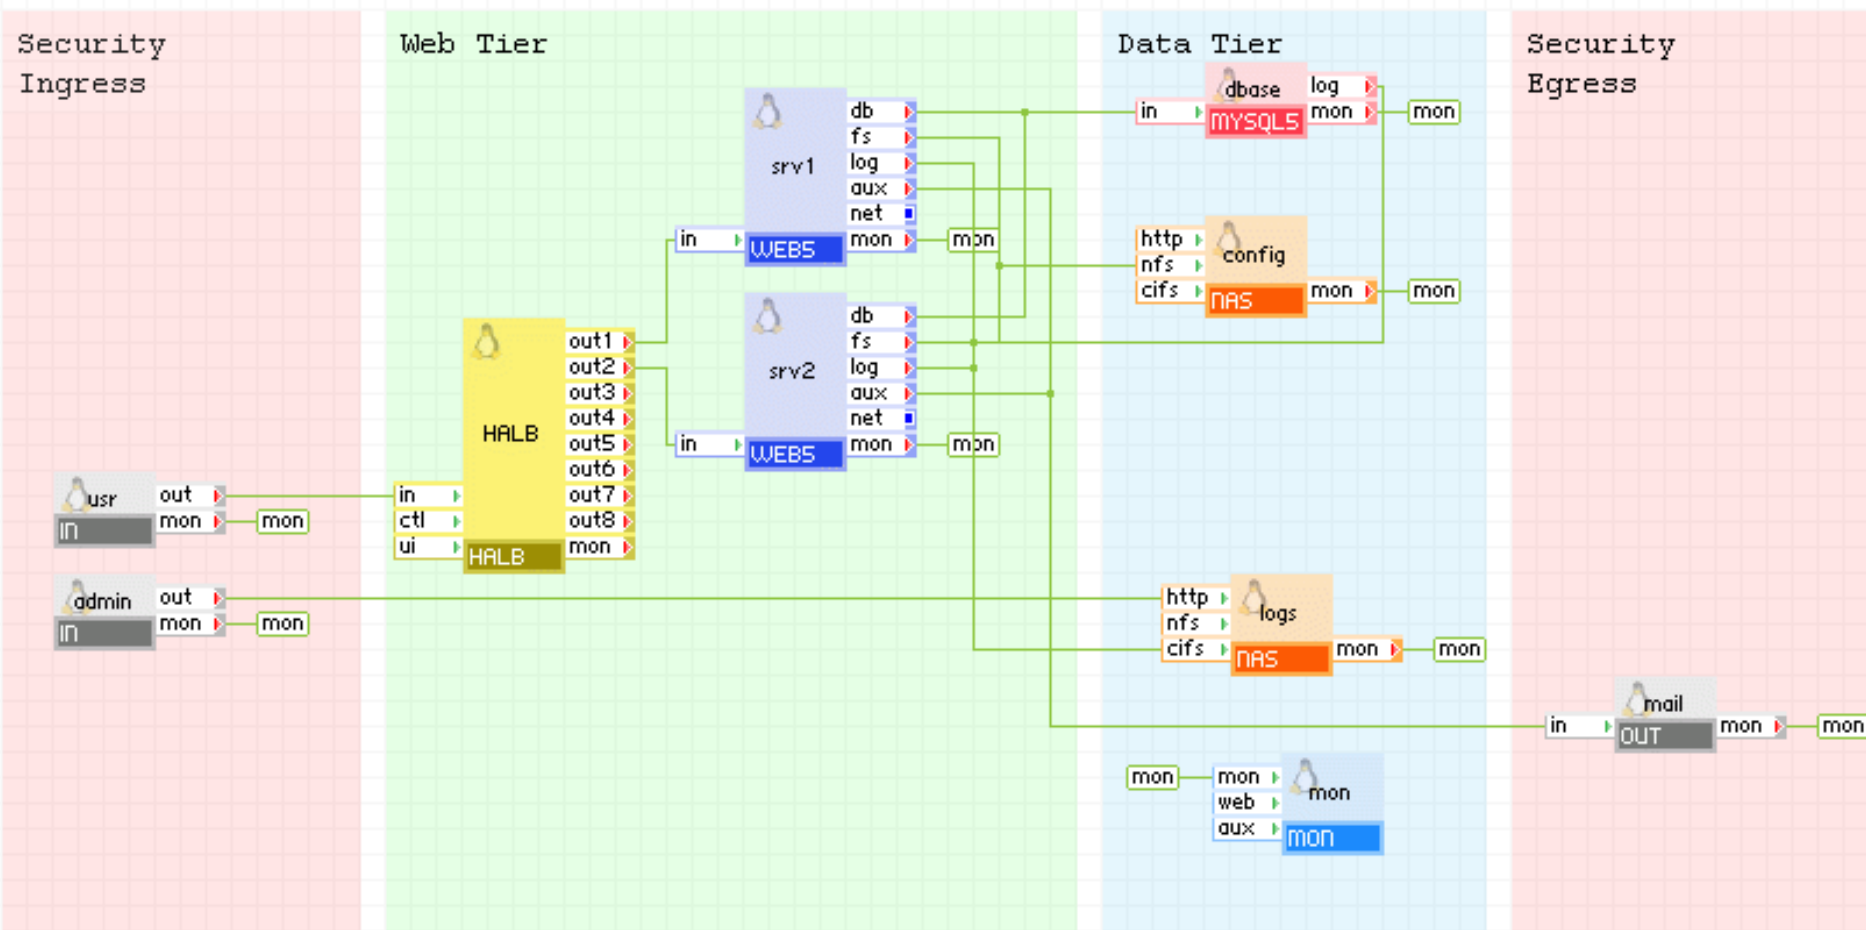 Security
Ingress
Web Tier
Data Tier
Security
Egress
usr
IN
out
mon
mon
admin
IN
out
mon
mon
in
ctl
ui
HALB
HALB
out1
out2
out3
out4
out5
out6
out7
out8
mon
in
srv1
WEB5
db
fs
log
aux
net
mon
mon
in
srv2
WEB5
db
fs
log
aux
net
mon
mon
in
dbase
MYSQL5
log
mon
mon
http
nfs
cifs
config
NAS
mon
mon
http
nfs
cifs
logs
NAS
mon
mon
mon
mon
web
aux
mon
MON
in
mail
OUT
mon
mon